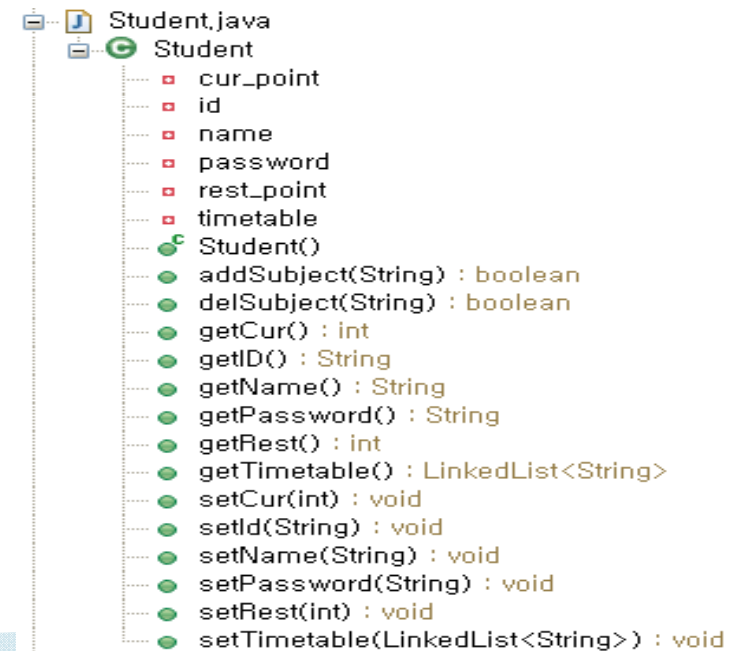 Student.java
Student
cur_point
id
name
password
rest_point
timetable
Student()
addSubject(String) : boolean
delSubject(String) : boolean
getCur() : int
getID() : String
getName() : String
getPassword() : String
getRest() : int
getTimetable() : LinkedList<String>
setCur(int) : void
setId(String) : void
setName(String) : void
setPassword(String) : void
setRest(int) : void
setTimetable(LinkedList<String>) : void